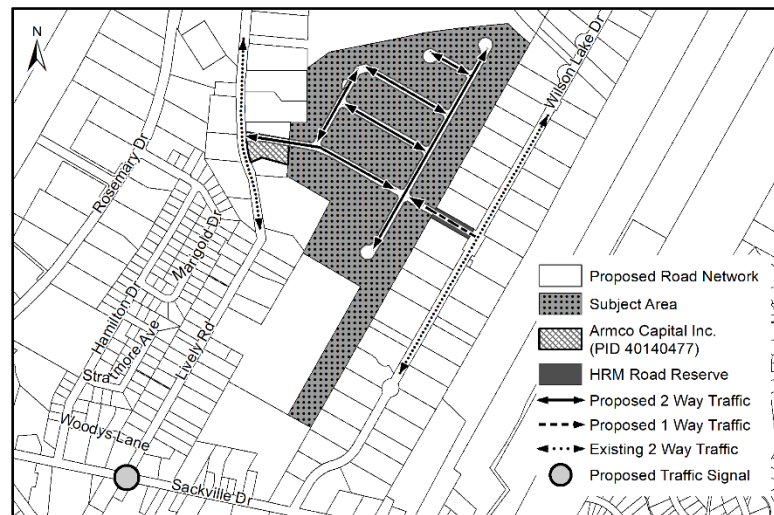 N
Wilson Lake Dr
Rosemary Dr
Marigold Dr
Hamilton Dr
Strattmore Ave
Lively Rd
Woodys Lane
Sackville Dr
Proposed Road Network
Subject Area
Armco Capital Inc.
(PID 40140477)
HRM Road Reserve
Proposed 2 Way Traffic
Proposed 1 Way Traffic
Existing 2 Way Traffic
Proposed Traffic Signal